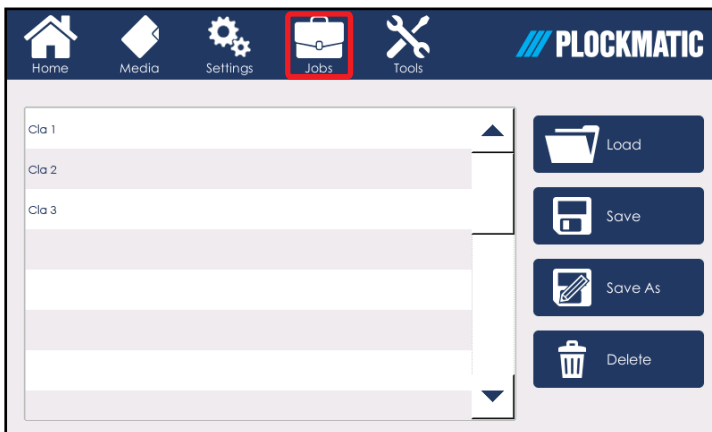 Home Media Settings Jobs Tools PLOCKMATIC
Cla 1
Cla 2
Cla 3
Load
Save
Save As
Delete